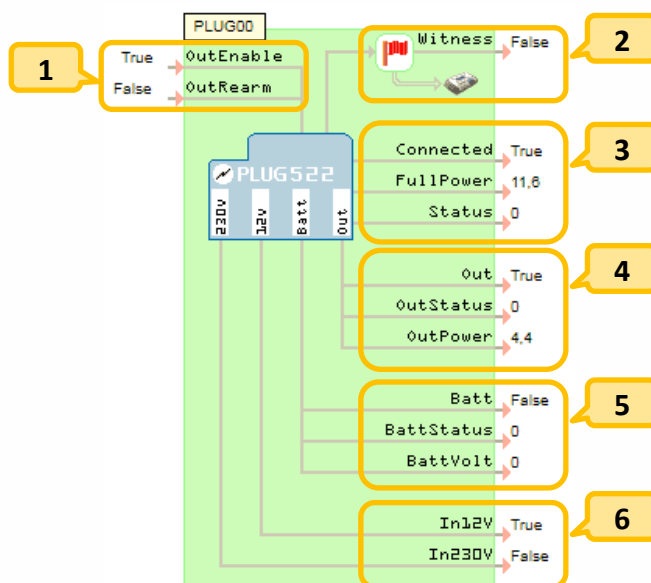 PLUG00
1
True OutEnable
False OutRearm
Witness False
2
Connected True
FullPower 11,6
Status 0
3
PLUG522
230V 12V Batt Out
Out True
OutStatus 0
OutPower 4,4
4
Batt False
BattStatus 0
BattVolt 0
5
In12V True
In230V False
6